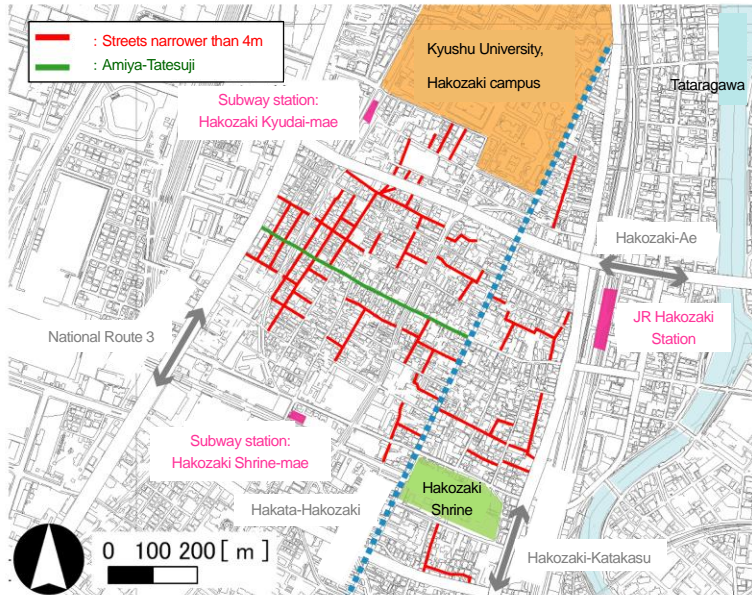 : Streets narrower than 4m
: Amiya-Tatesuji
Kyushu University,
Hakozaki campus
Tataragawa
Subway station:
Hakozaki Kyudai-mae
Hakozaki-Ae
JR Hakozaki
Station
National Route 3
Subway station:
Hakozaki Shrine-mae
Hakozaki
Shrine
Hakata-Hakozaki
Hakozaki-Katakasu
0 100 200 [ m ]